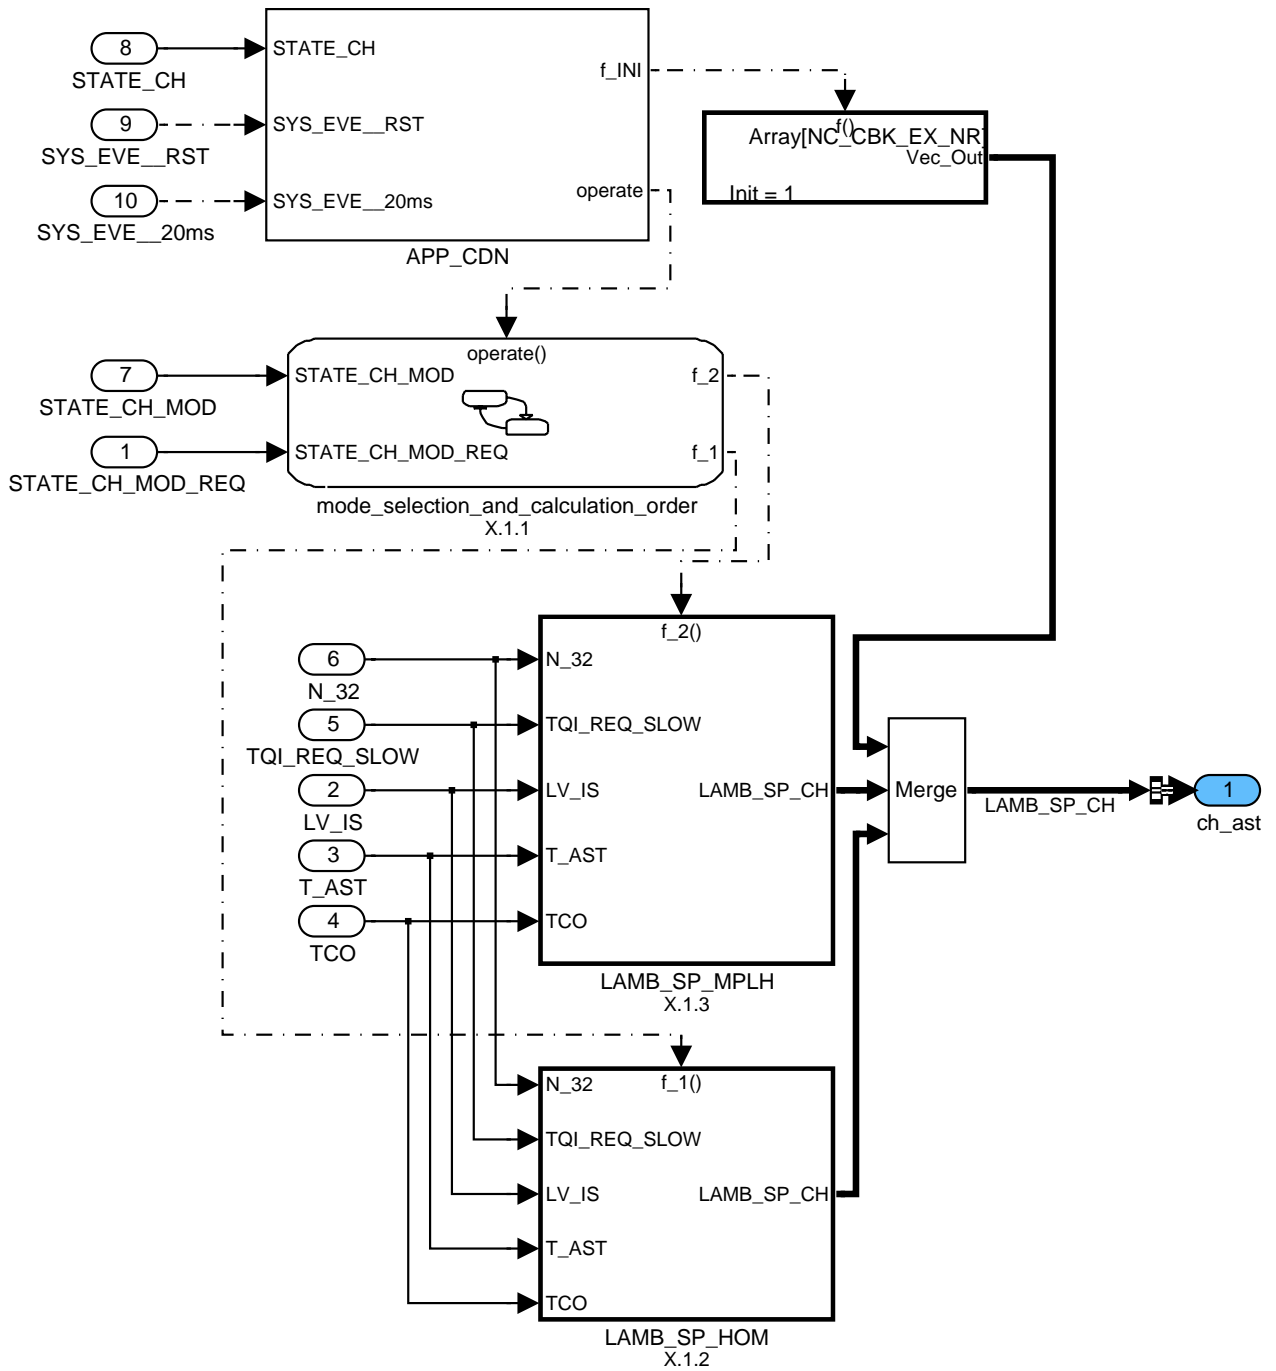 8
STATE_CH
9
SYS_EVE__RST
10
SYS_EVE__20ms
STATE_CH
SYS_EVE__RST
SYS_EVE__20ms
f_INI
operate
APP_CDN
f()
Array[NC_CBK_EX_NR]
Vec_Out
Init = 1
7
STATE_CH_MOD
1
STATE_CH_MOD_REQ
operate()
STATE_CH_MOD
STATE_CH_MOD_REQ
f_2
f_1
mode_selection_and_calculation_order
X.1.1
6
N_32
5
TQI_REQ_SLOW
2
LV_IS
3
T_AST
4
TCO
f_2()
N_32
TQI_REQ_SLOW
LV_IS
T_AST
TCO
LAMB_SP_CH
LAMB_SP_MPLH
X.1.3
Merge
LAMB_SP_CH
1
ch_ast
f_1()
N_32
TQI_REQ_SLOW
LV_IS
T_AST
TCO
LAMB_SP_CH
LAMB_SP_HOM
X.1.2